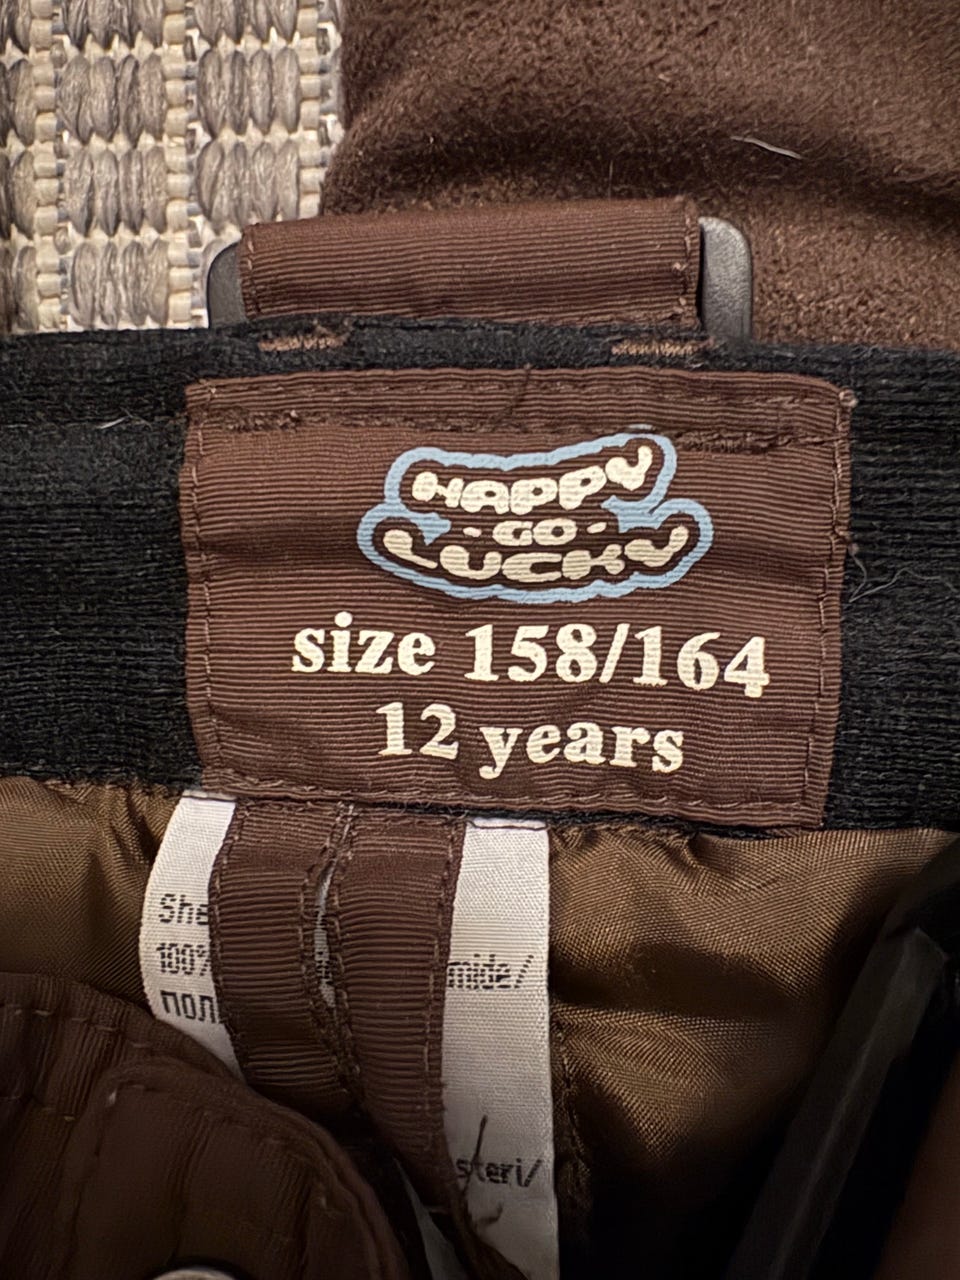 HAPPY
-GO-
LUCKY
size 158/164
12 years
She
100%
mide/
пол
steri/